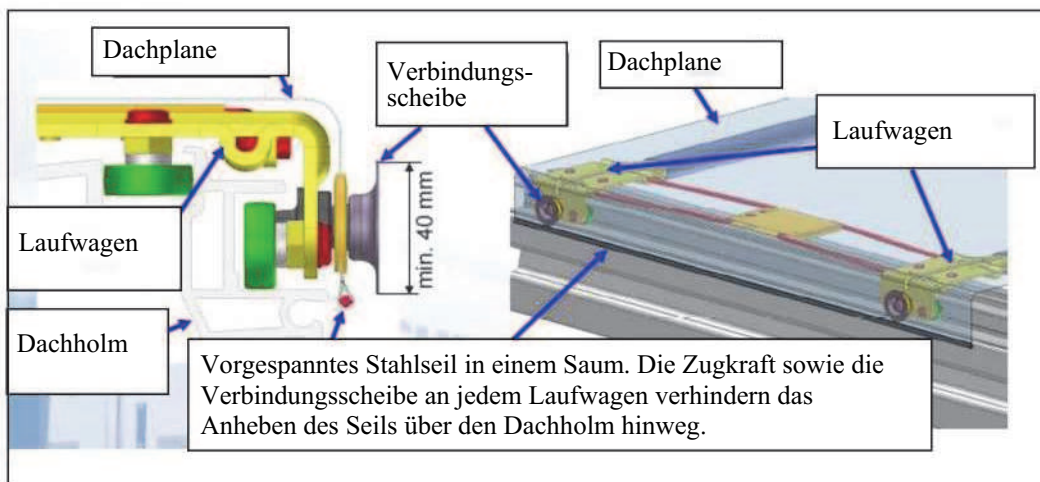 Dachplane
Verbindungs-
scheibe
Dachplane
Laufwagen
Laufwagen
min. 40 mm
Dachholm
Vorgespanntes Stahlseil in einem Saum. Die Zugkraft sowie die
Verbindungsscheibe an jedem Laufwagen verhindern das
Anheben des Seils über den Dachholm hinweg.